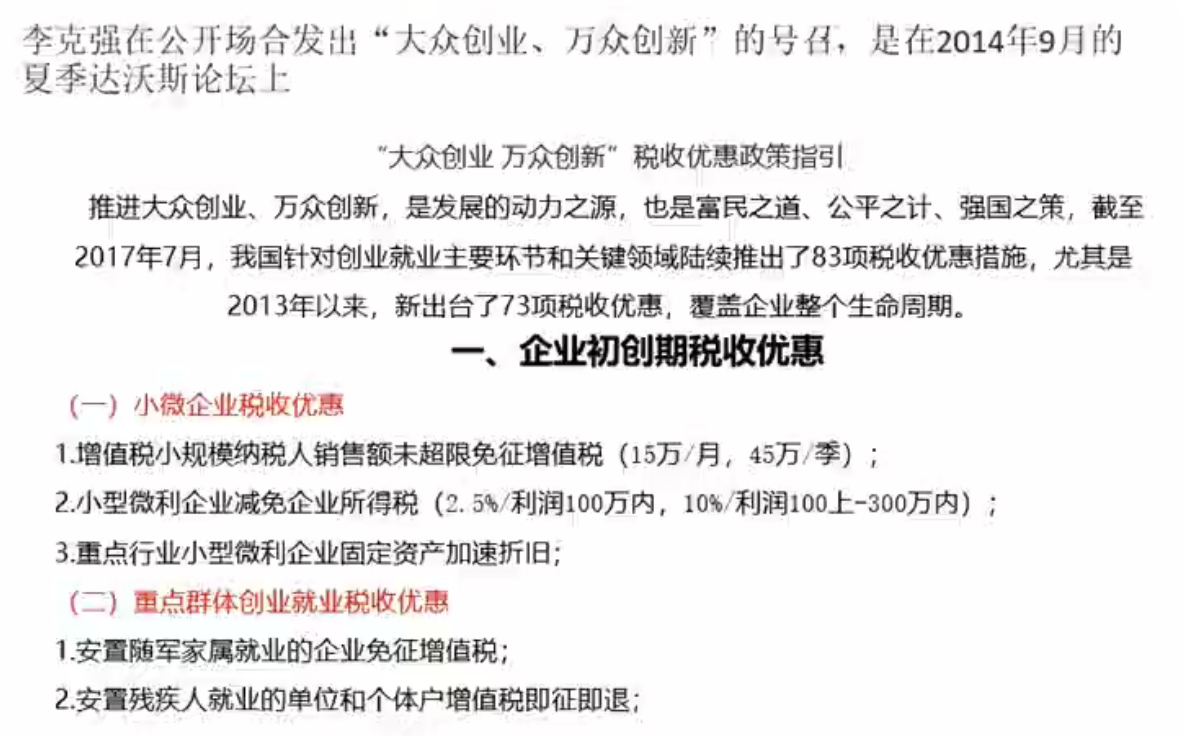 李克强在公开场合发出“大众创业、万众创新”的号召，是在2014年9月的
夏季达沃斯论坛上
“大众创业 万众创新”税收优惠政策指引
推进大众创业、万众创新，是发展的动力之源，也是富民之道、公平之计、强国之策，截至
2017年7月，我国针对创业就业主要环节和关键领域陆续推出了83项税收优惠措施，尤其是
2013年以来，新出台了73项税收优惠，覆盖企业整个生命周期。
一、企业初创期税收优惠
（一）小微企业税收优惠
1.增值税小规模纳税人销售额未超限免征增值税（15万/月，45万/季）；
2.小型微利企业减免企业所得税（2.5%/利润100万内，10%/利润100上-300万内）；
3.重点行业小型微利企业固定资产加速折旧；
（二）重点群体创业就业税收优惠
1.安置随军家属就业的企业免征增值税；
2.安置残疾人就业的单位和个体户增值税即征即退；